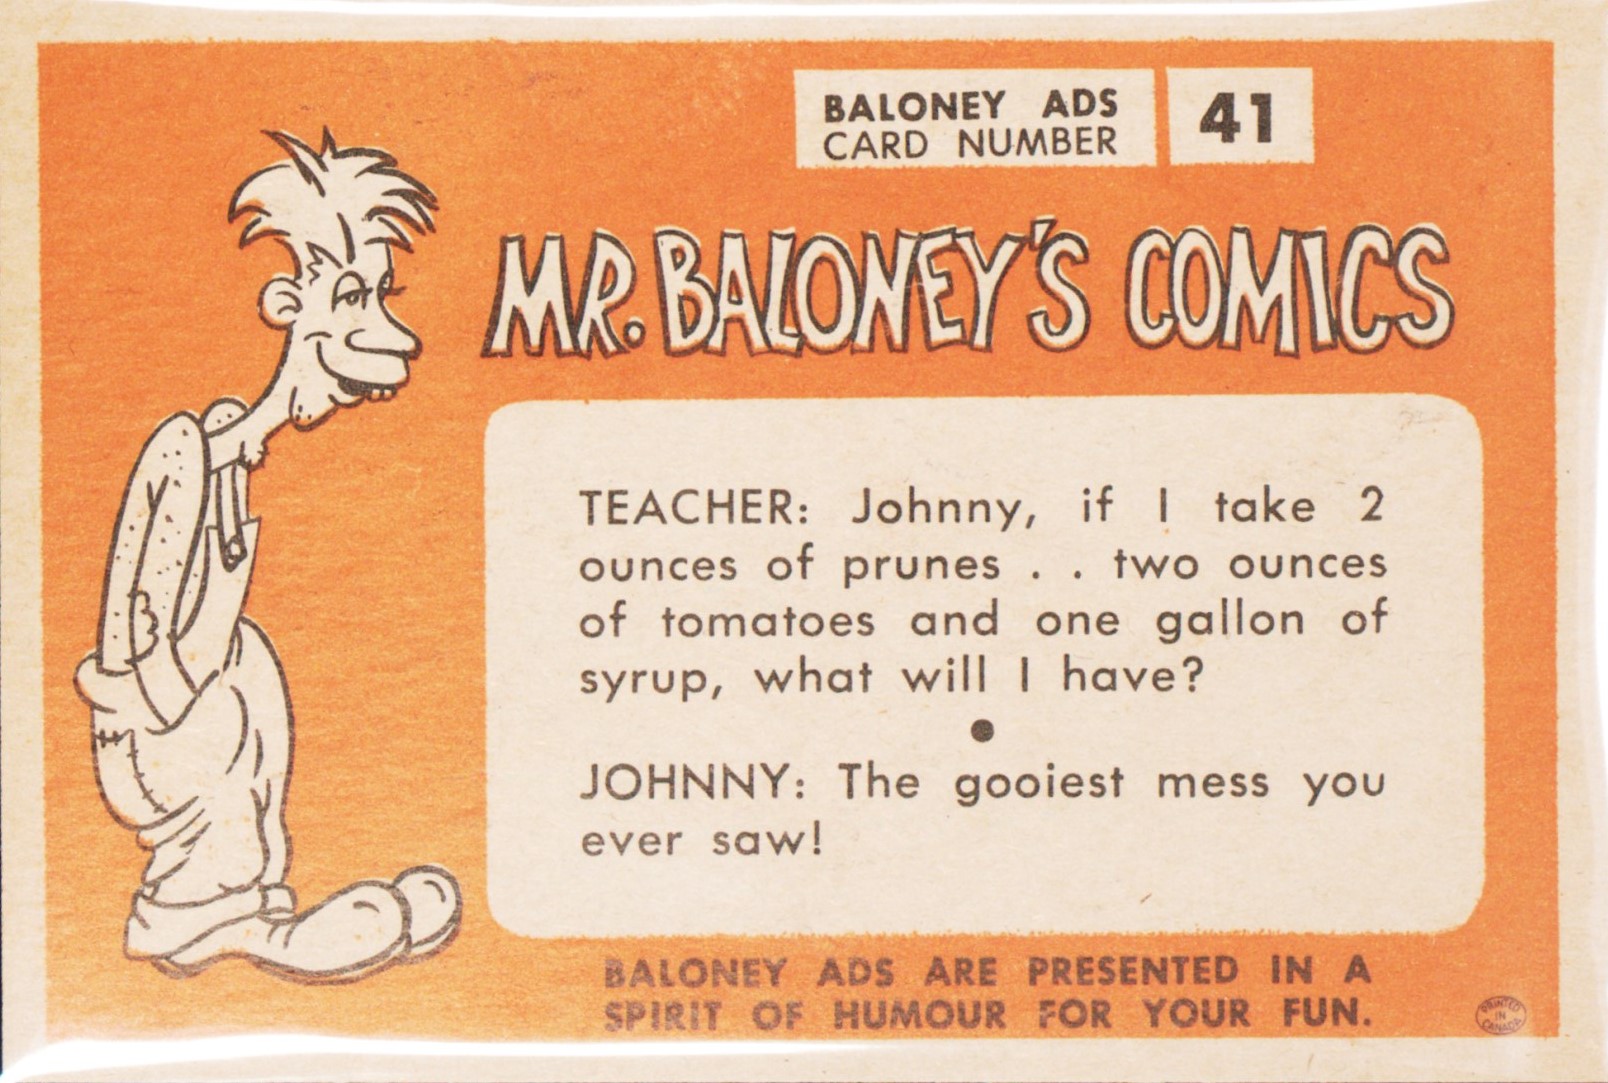 BALONEY ADS
CARD NUMBER
41
MR. BALONEY'S COMICS
TEACHER: Johnny, if I take 2
ounces of prunes . . two ounces
of tomatoes and one gallon of
syrup, what will I have?
●
JOHNNY: The gooiest mess you
ever saw!
BALONEY ADS ARE PRESENTED IN A
SPIRIT OF HUMOUR FOR YOUR FUN.
PRINTED
IN
CANADA